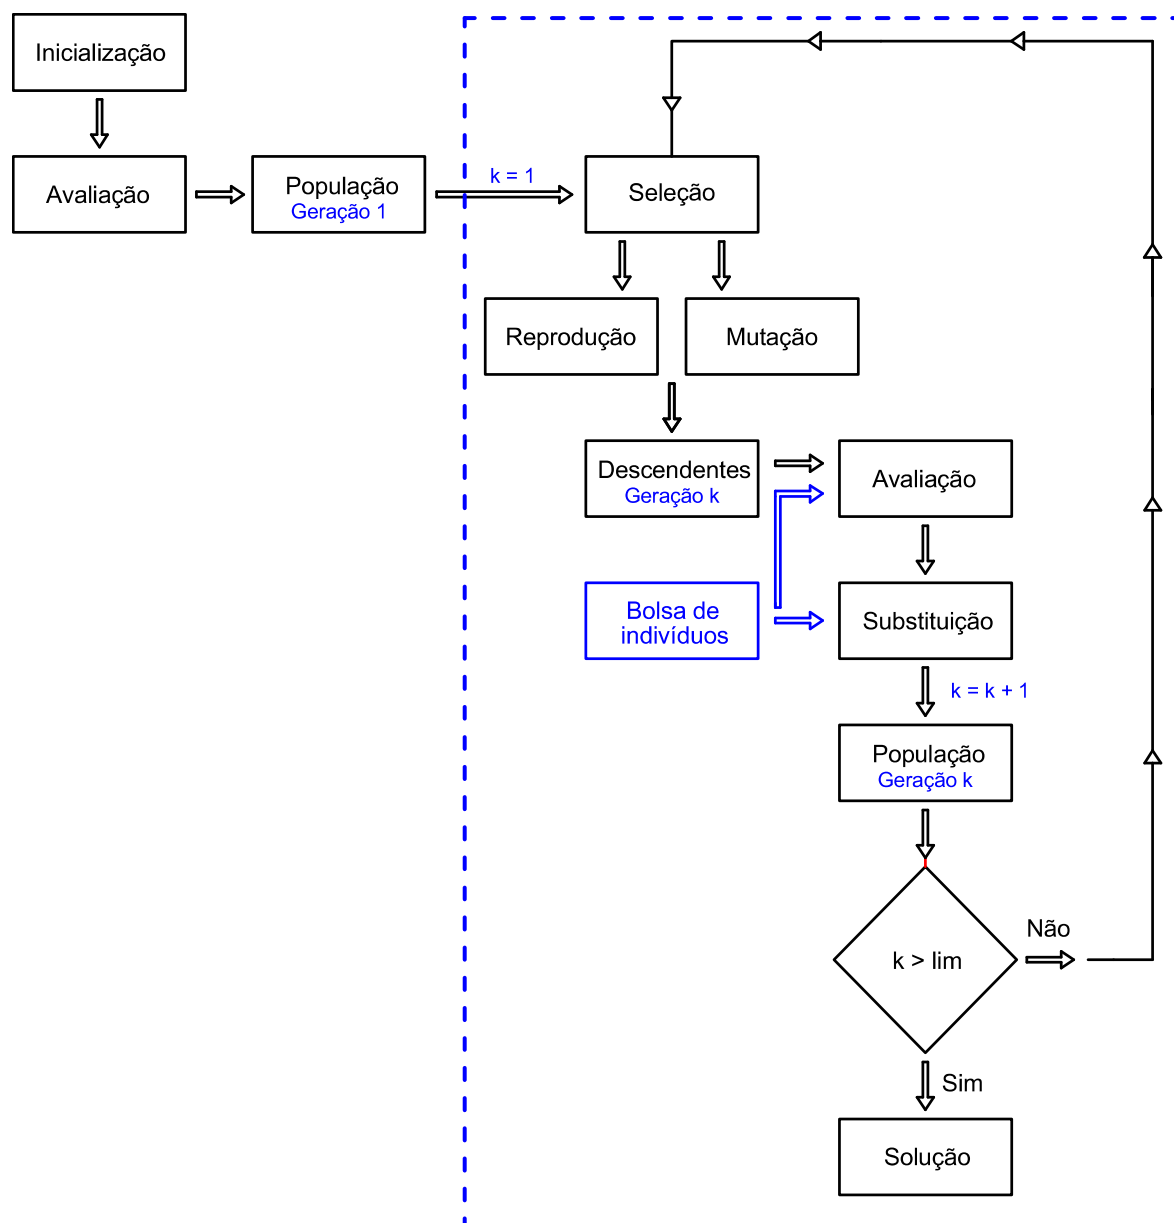 Inicialização
Avaliação
População
Geração 1
k = 1
Seleção
Reprodução
Mutação
Descendentes
Geração k
Avaliação
Bolsa de
indivíduos
Substituição
k = k + 1
População
Geração k
k > lim
Não
Sim
Solução